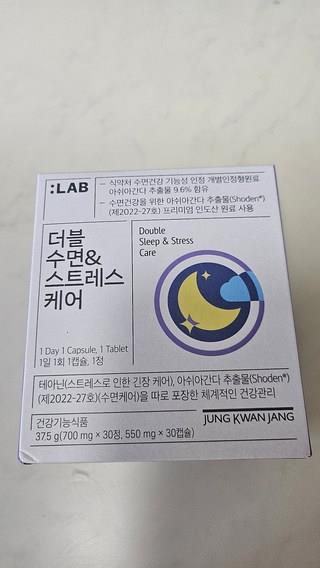 :LAB
– 식약처 수면건강 기능성 인정 개별인정형원료
아쉬아간다 추출물 9.6% 함유
– 수면건강을 위한 아쉬아간다 추출물(Shoden®)
(제2022-27호) 프리미엄 인도산 원료 사용
더블
수면&
스트레스
케어
Double
Sleep & Stress
Care
1 Day 1 Capsule, 1 Tablet
1일 1회 1캡슐, 1정
테아닌(스트레스로 인한 긴장 케어), 아쉬아간다 추출물(Shoden®)
(제2022-27호)(수면케어)을 따로 포장한 체계적인 건강관리
건강기능식품
37.5 g(700 mg × 30정, 550 mg × 30캡슐)
JUNG KWAN JANG